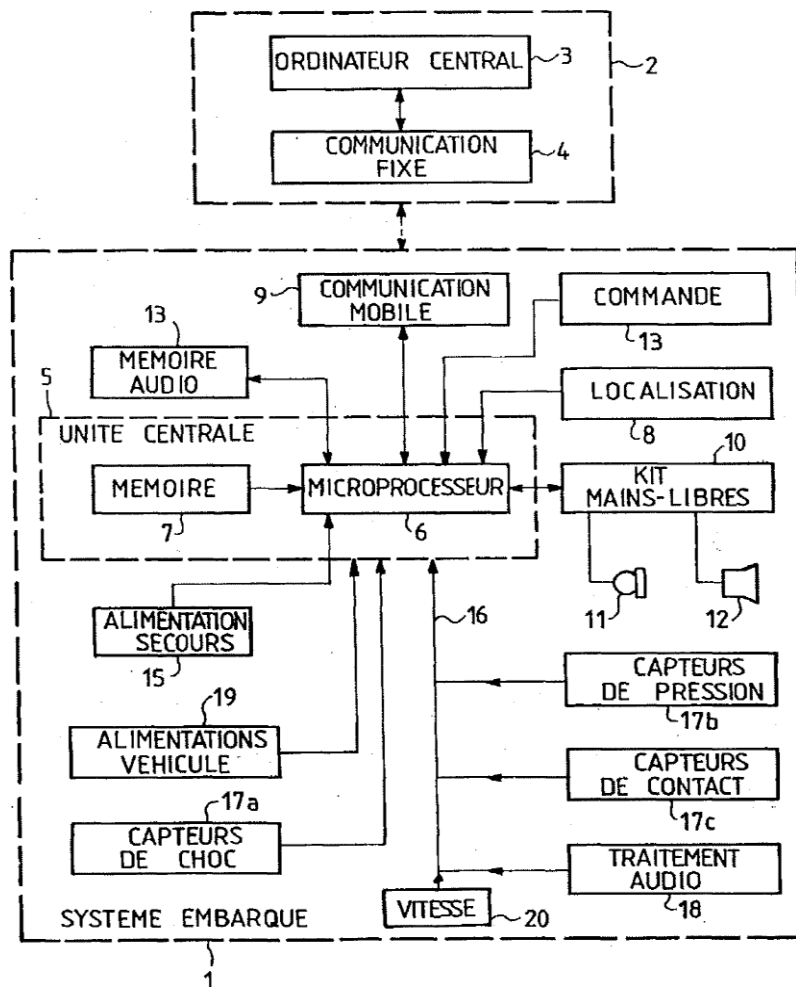 ORDINATEUR CENTRAL
3
2
COMMUNICATION
FIXE
4
9
COMMUNICATION
MOBILE
COMMANDE
13
13
MEMOIRE
AUDIO
5
LOCALISATION
8
UNITE CENTRALE
MEMOIRE
7
MICROPROCESSEUR
6
10
KIT
MAINS-LIBRES
11
12
ALIMENTATION
SECOURS
15
16
CAPTEURS
DE PRESSION
17b
19
ALIMENTATIONS
VEHICULE
CAPTEURS
DE CONTACT
17c
17a
CAPTEURS
DE CHOC
TRAITEMENT
AUDIO
18
VITESSE
20
SYSTEME EMBARQUE
1